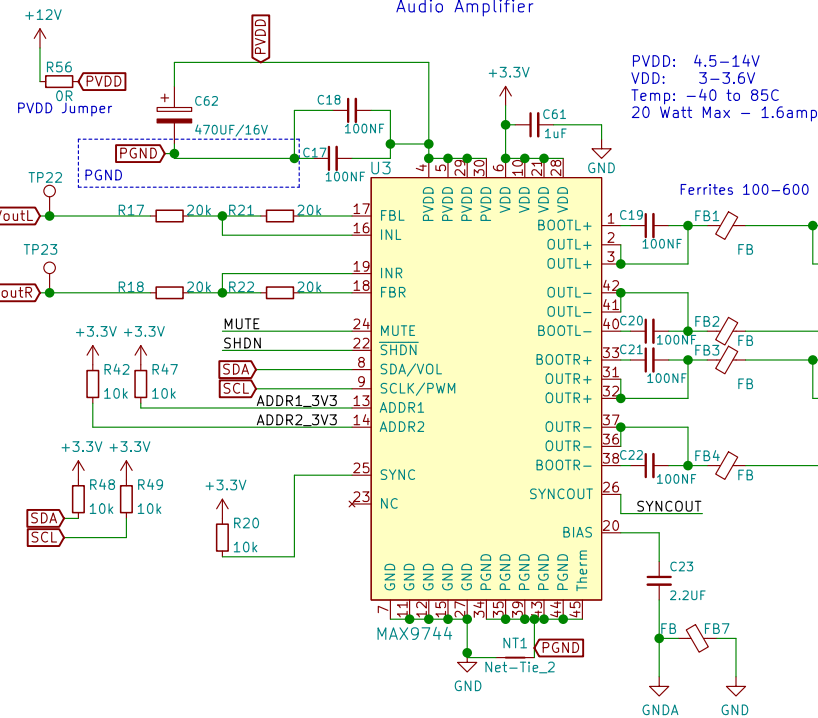 Audio Amplifier
+12V
PVDD
R56
PVDD
0R
PVDD Jumper
C62
470UF/16V
C18
100NF
C17
100NF
PGND
PGND
+3.3V
C61
1uF
GND
PVDD: 4.5-14V
VDD: 3-3.6V
Temp: -40 to 85C
20 Watt Max - 1.6amp
Ferrites 100-600
U3
4 5 29 30 6 10 21 28
PVDD PVDD PVDD PVDD VDD VDD VDD VDD
TP22
VoutL
R17 20k R21 20k
17 FBL
16 INL
TP23
outR
R18 20k R22 20k
19 INR
18 FBR
MUTE 24 MUTE
SHDN 22 SHDN
SDA 8 SDA/VOL
SCL 9 SCLK/PWM
ADDR1_3V3 13 ADDR1
ADDR2_3V3 14 ADDR2
+3.3V +3.3V
R42 R47
10k 10k
+3.3V +3.3V
R48 R49
10k 10k
SDA
SCL
25 SYNC
23 NC
+3.3V
R20
10k
BOOTL+ 1 C19 100NF FB1 FB
OUTL+ 2
OUTL+ 3
OUTL- 42
OUTL- 41
BOOTL- 40 C20 100NF FB2 FB
BOOTR+ 33 C21 100NF FB3 FB
OUTR+ 31
OUTR+ 32
OUTR- 37
OUTR- 36
BOOTR- 38 C22 100NF FB4 FB
SYNCOUT 26 SYNCOUT
BIAS 20
C23
2.2UF
FB FB7
GNDA GND
GND GND GND GND GND PGND PGND PGND PGND PGND Therm
7 11 12 15 27 34 35 39 43 44 45
MAX9744
NT1
PGND
Net-Tie_2
GND